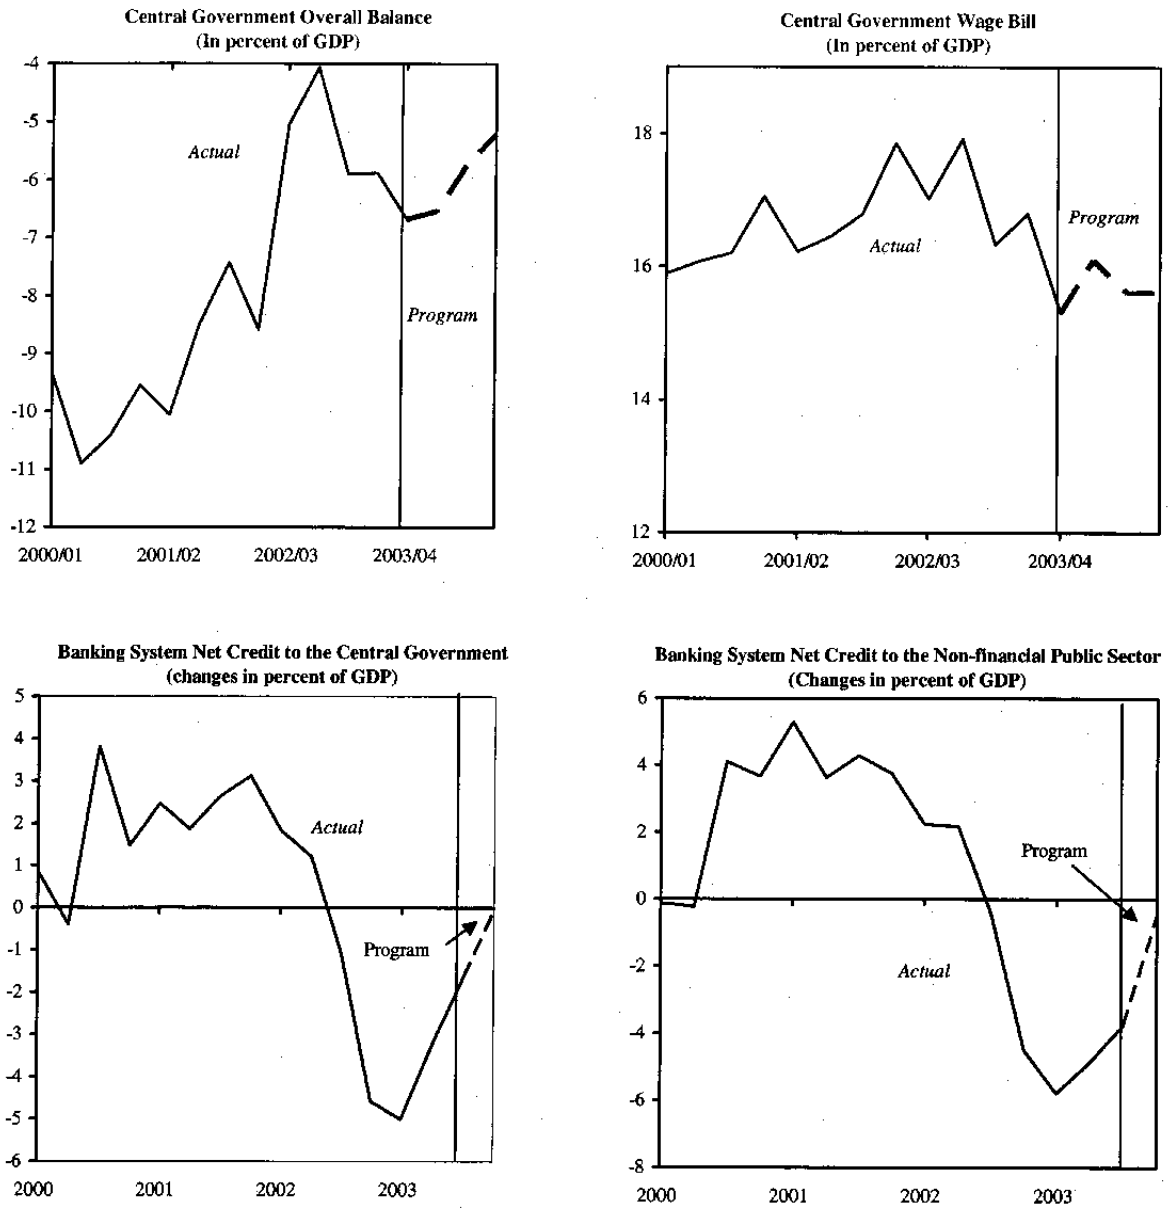 Central Government Overall Balance
(In percent of GDP)
-4
-5
-6
-7
-8
-9
-10
-11
-12
Actual
Program
2000/01 2001/02 2002/03 2003/04
Central Government Wage Bill
(In percent of GDP)
18
16
14
12
Actual
Program
2000/01 2001/02 2002/03 2003/04
Banking System Net Credit to the Central Government
(changes in percent of GDP)
5
4
3
2
1
0
-1
-2
-3
-4
-5
-6
Actual
Program
2000 2001 2002 2003
Banking System Net Credit to the Non-financial Public Sector
(Changes in percent of GDP)
6
4
2
0
-2
-4
-6
-8
Program
Actual
2000 2001 2002 2003